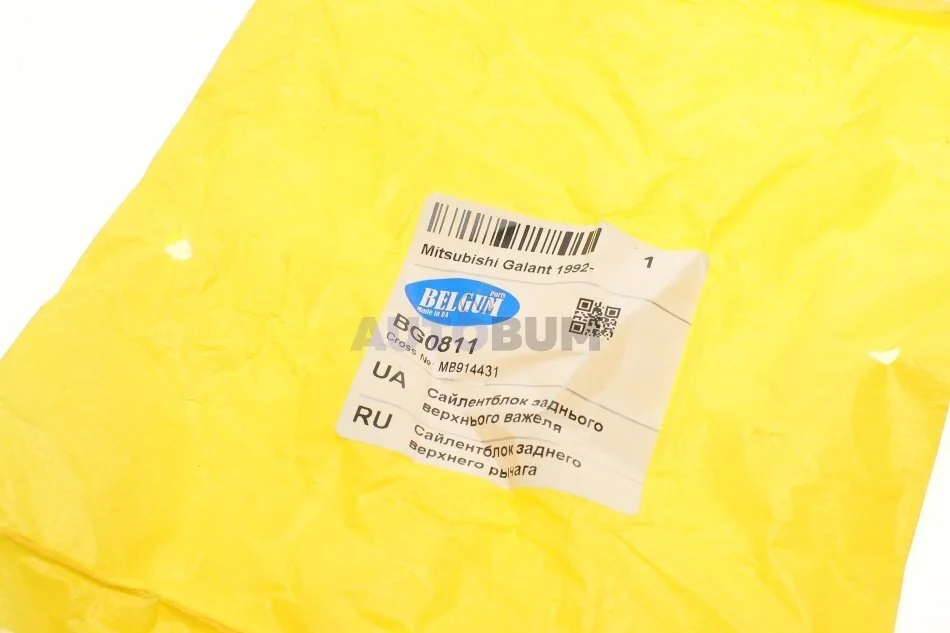 Mitsubishi Galant 1992-
1
BELGUM
Parts
Made in EA
AUTOBUM
BG0811
Cross №: MB914431
UA
Сайлентблок заднього
верхнього важеля
RU
Сайлентблок заднего
верхнего рычага